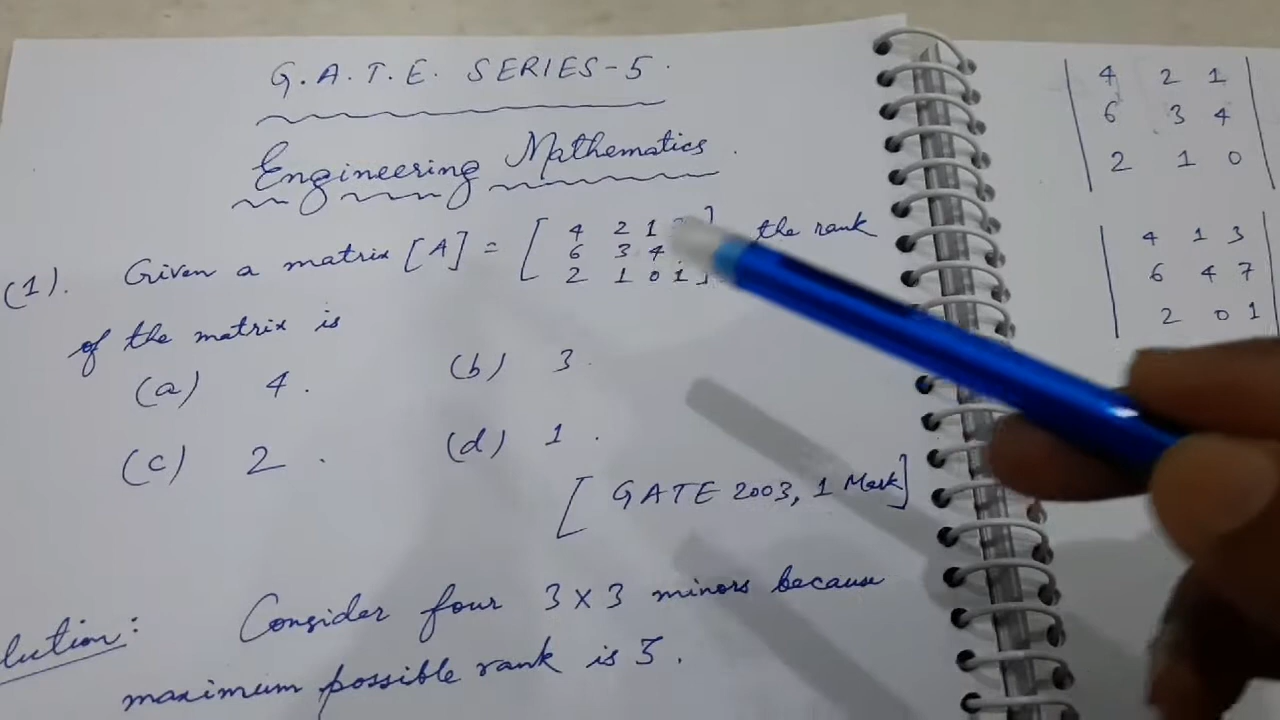 G.A.T.E. SERIES-5.
Engineering Mathematics.
(1). Given a matrix [A] = [ 4 2 1 the rank
6 3 4
2 1 0 1 ]
of the matrix is
(a) 4. (b) 3.
(c) 2. (d) 1.
[GATE 2003, 1 Mark]
lution: Consider four 3×3 minors because
maximum possible rank is 3.
4 2 1
6 3 4
2 1 0
4 1 3
6 4 7
2 0 1